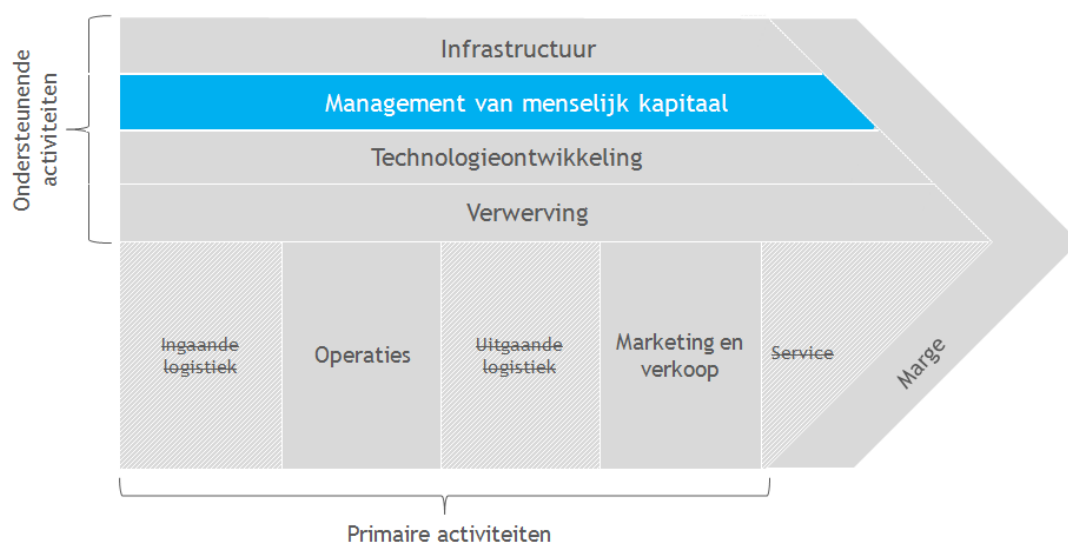 Ondersteunende
activiteiten
Infrastructuur
Management van menselijk kapitaal
Technologieontwikkeling
Verwerving
Ingaande
logistiek
Operaties
Uitgaande
logistiek
Marketing en
verkoop
Service
Marge
Primaire activiteiten